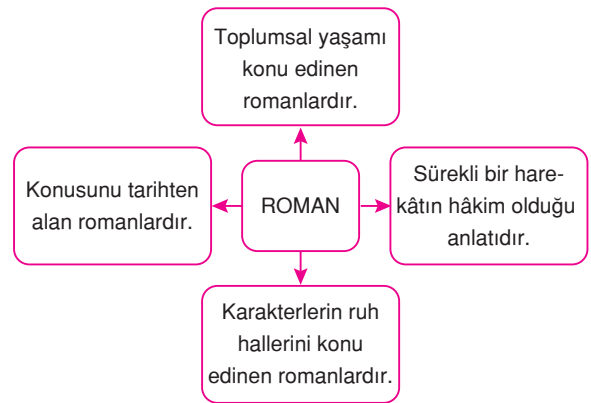 Toplumsal yaşamı
konu edinen
romanlardır.
Konusunu tarihten
alan romanlardır.
ROMAN
Sürekli bir hare-
kâtın hâkim olduğu
anlatıdır.
Karakterlerin ruh
hallerini konu
edinen romanlardır.